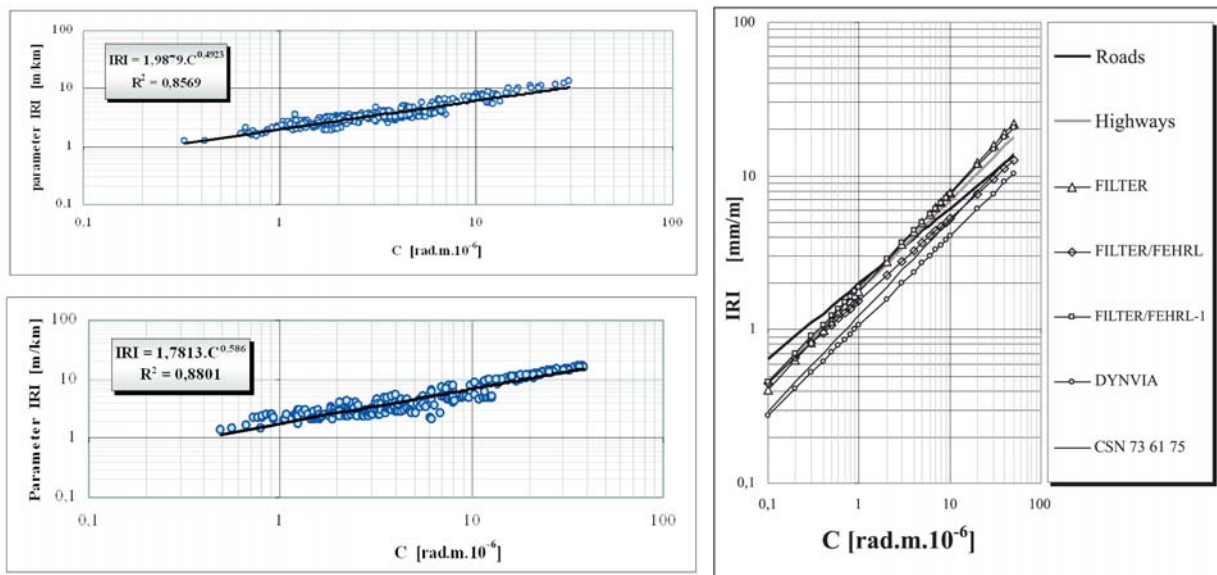 100
10
1
0.1
parameter IRI [m km]
IRI = 1,9879.C^0,4923
R² = 0,8569
0,1
1
10
100
C [rad.m.10⁻⁶]
100
10
1
0,1
Parameter IRI [m/km]
IRI = 1,7813.C^0,586
R² = 0,8801
0,1
1
10
100
C [rad.m.10⁻⁶]
100
10
1
0,1
IRI [mm/m]
0,1
1
10
100
C [rad.m.10⁻⁶]
Roads
Highways
FILTER
FILTER/FEHRL
FILTER/FEHRL-1
DYNVIA
CSN 73 61 75